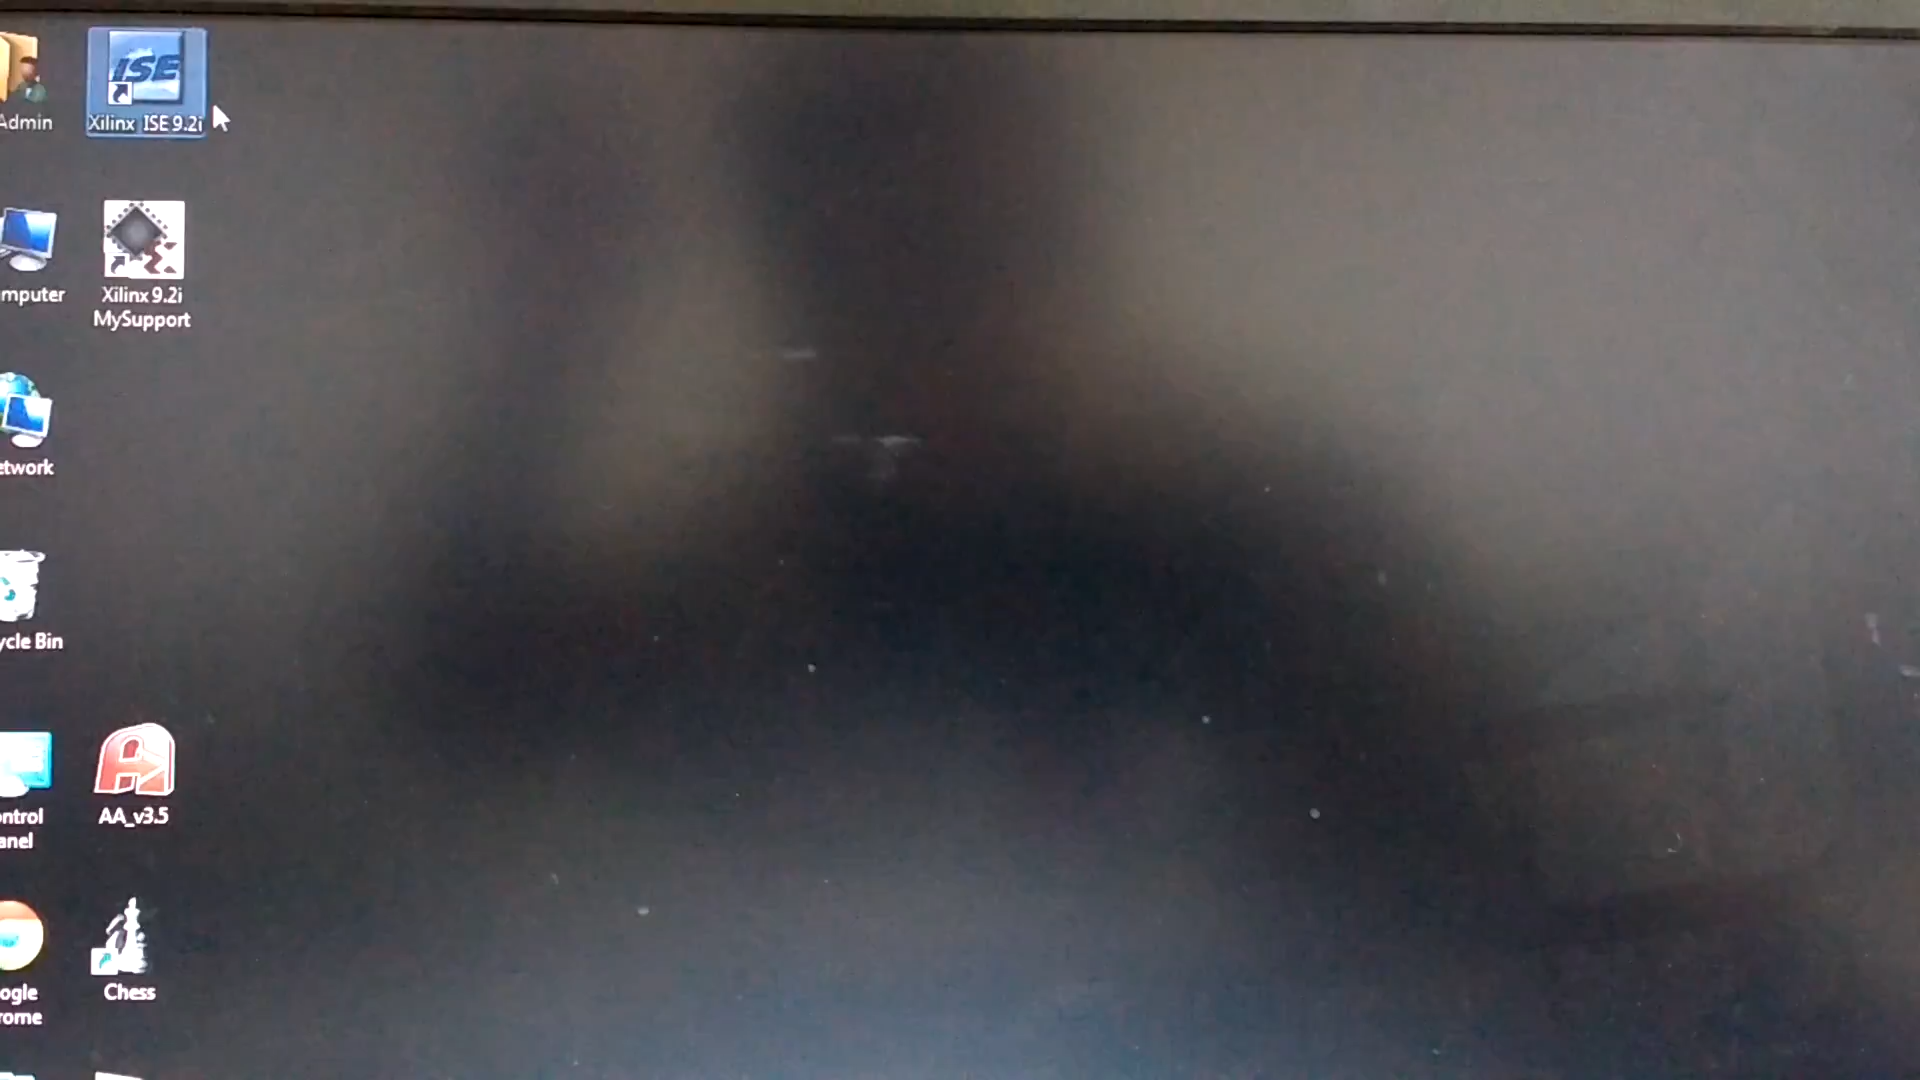 Admin
ISE
Xilinx ISE 9.2i
mputer
Xilinx 9.2i
MySupport
etwork
ycle Bin
ontrol
anel
AA_v3.5
ogle
rome
Chess